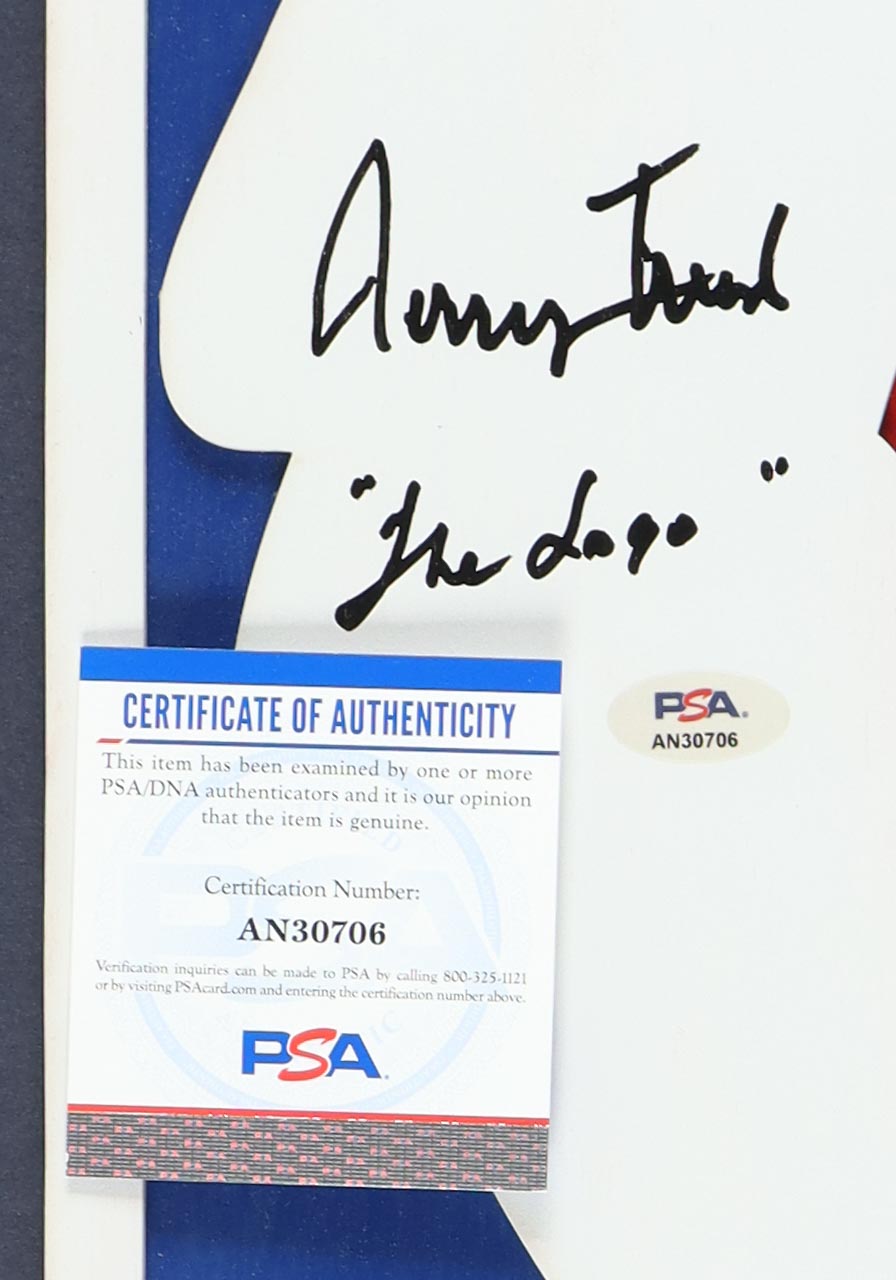 Jerry West
"The Logo"
CERTIFICATE OF AUTHENTICITY
This item has been examined by one or more
PSA/DNA authenticators and it is our opinion
that the item is genuine.
Certification Number:
AN30706
Verification inquiries can be made to PSA by calling 800-325-1121
or by visiting PSAcard.com and entering the certification number above.
PSA.
PSA.
AN30706